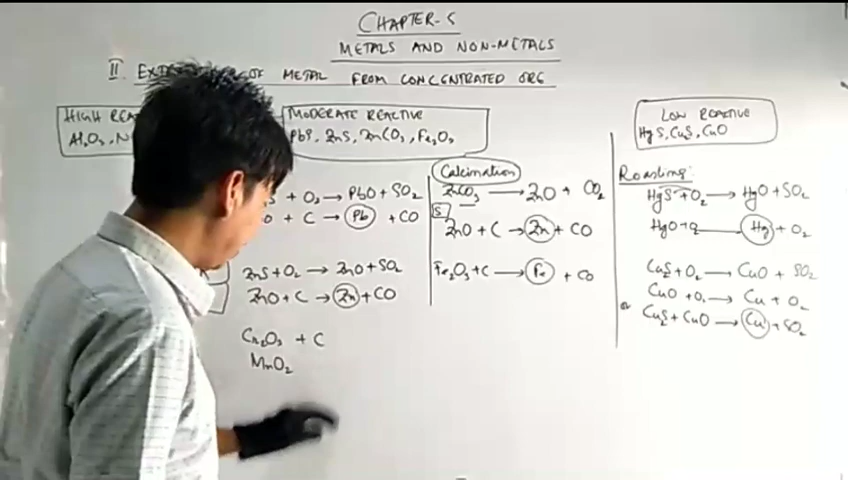 CHAPTER-5
METALS AND NON-METALS
II. OF METAL FROM CONCENTRATED ORE
HIGH
Al₂O₃,
MODERATE REACTIVE
PbS, ZnS, ZnCO₃, Fe₂O₃
LOW REACTIVE
HgS, Cu₂S, CuO
S + O₂ → PbO + SO₂
O + C → Pb + CO
ZnS + O₂ → ZnO + SO₂
ZnO + C → Zn + CO
Cr₂O₃ + C
MnO₂
Calcination
ZnCO₃ → ZnO + CO₂
ZnO + C → Zn + CO
Fe₂O₃ + C → Fe + CO
Roasting:
HgS + O₂ → HgO + SO₂
HgO + O₂ → Hg + O₂
Cu₂S + O₂ → CuO + SO₂
CuO + O₂ → Cu + O₂
or Cu₂S + CuO → Cu + SO₂